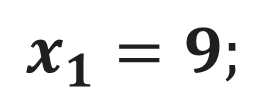 x₁ = 9;